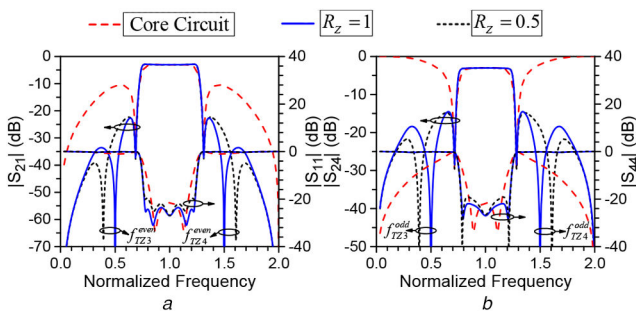 Core Circuit R_Z = 1 R_Z = 0.5
|S21| (dB)
0
-10
-20
-30
-40
-50
-60
-70
40
20
0
-20
-40
|S11| (dB)
f_TZ3^even f_TZ4^even
0.0 0.5 1.0 1.5 2.0
Normalized Frequency
a
|S24| (dB)
0
-10
-20
-30
-40
-50
40
20
0
-20
-40
|S44| (dB)
f_TZ3^odd f_TZ4^odd
0.0 0.5 1.0 1.5 2.0
Normalized Frequency
b